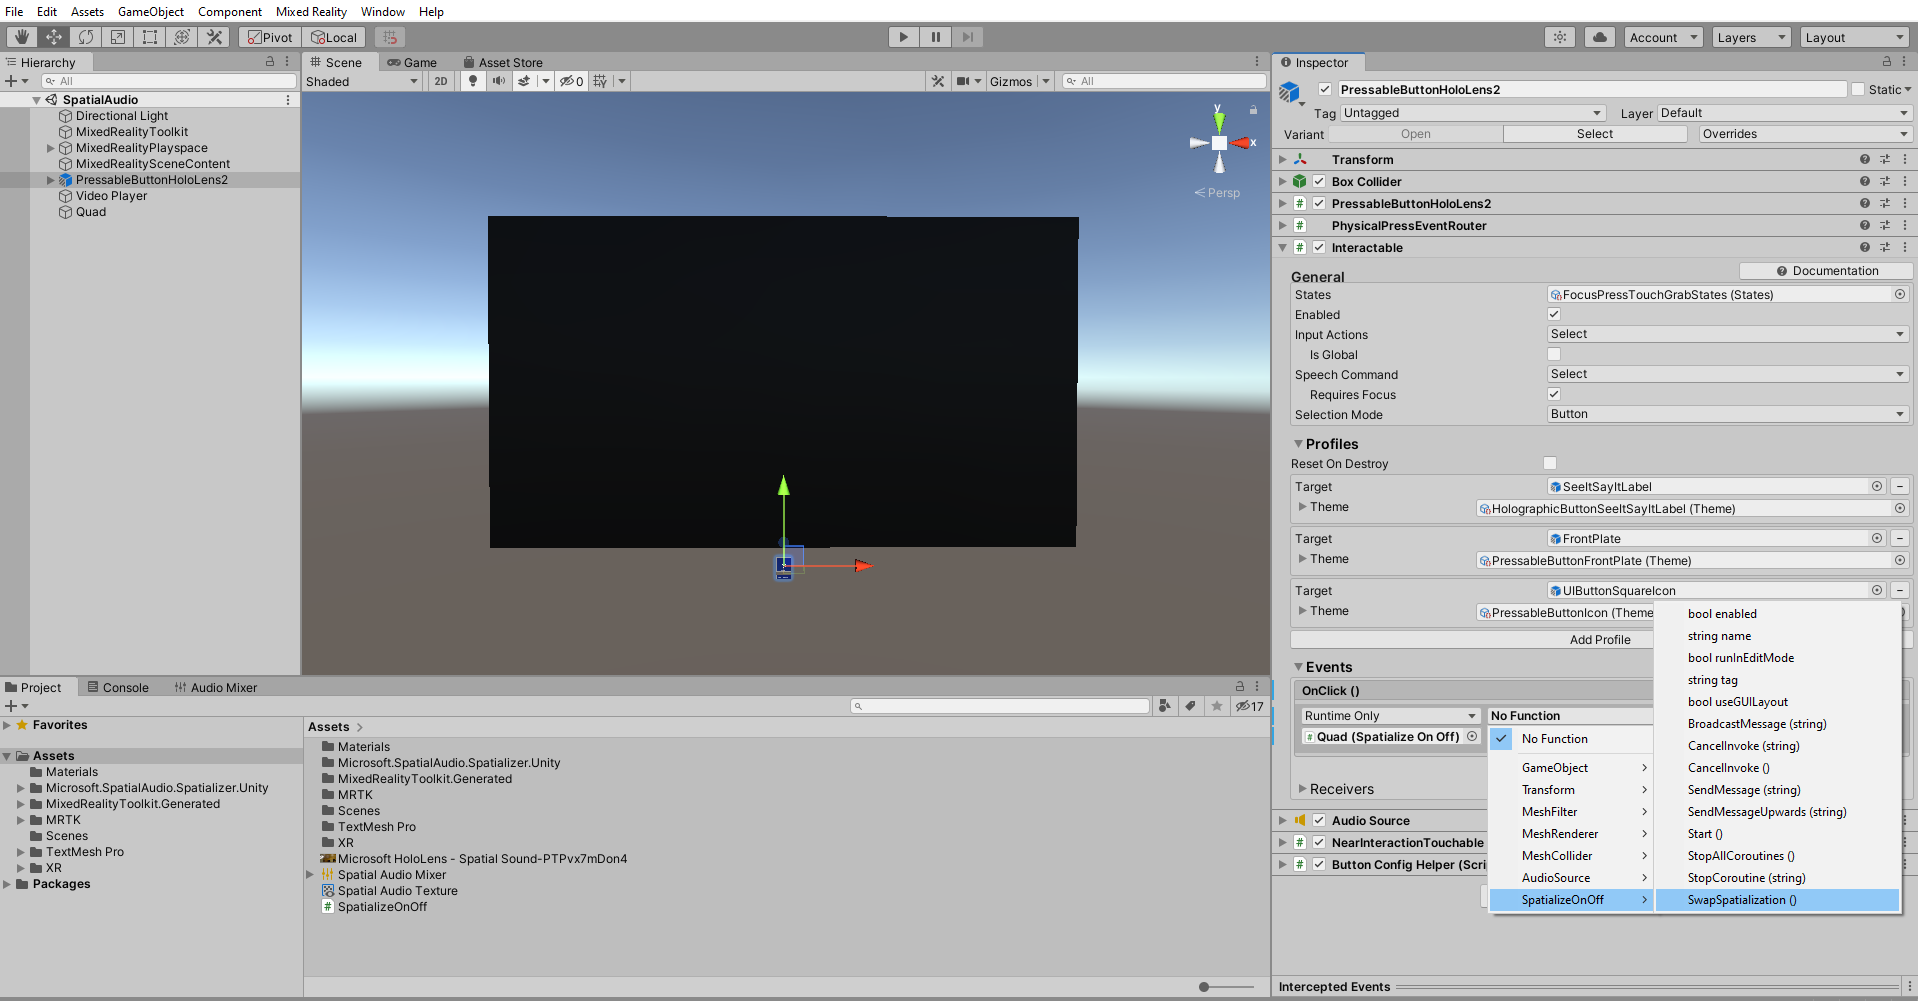 File Edit Assets GameObject Component Mixed Reality Window Help
Pivot Local Account Layers Layout
Hierarchy
All
SpatialAudio
Directional Light
MixedRealityToolkit
MixedRealityPlayspace
MixedRealitySceneContent
PressableButtonHoloLens2
Video Player
Quad
Scene Game Asset Store
Shaded 2D 0 Gizmos All
y
x
Persp
Inspector
PressableButtonHoloLens2 Static
Tag Untagged Layer Default
Variant Open Select Overrides
Transform
Box Collider
PressableButtonHoloLens2
PhysicalPressEventRouter
Interactable
General Documentation
States FocusPressTouchGrabStates (States)
Enabled
Input Actions Select
Is Global
Speech Command Select
Requires Focus
Selection Mode Button
Profiles
Reset On Destroy
Target SeeItSayItLabel
Theme HolographicButtonSeeItSayItLabel (Theme)
Target FrontPlate
Theme PressableButtonFrontPlate (Theme)
Target UIButtonSquareIcon
Theme PressableButtonIcon (Theme
Add Profile
Events
OnClick ()
Runtime Only No Function
Quad (Spatialize On Off)
Receivers
Audio Source
NearInteractionTouchable
Button Config Helper (Scri
No Function
GameObject
Transform
MeshFilter
MeshRenderer
MeshCollider
AudioSource
SpatializeOnOff
bool enabled
string name
bool runInEditMode
string tag
bool useGUILayout
BroadcastMessage (string)
CancelInvoke (string)
CancelInvoke ()
SendMessage (string)
SendMessageUpwards (string)
Start ()
StopAllCoroutines ()
StopCoroutine (string)
SwapSpatialization ()
Intercepted Events
Project Console Audio Mixer
17
Favorites
Assets
Materials
Microsoft.SpatialAudio.Spatializer.Unity
MixedRealityToolkit.Generated
MRTK
Scenes
TextMesh Pro
XR
Packages
Assets
Materials
Microsoft.SpatialAudio.Spatializer.Unity
MixedRealityToolkit.Generated
MRTK
Scenes
TextMesh Pro
XR
Microsoft HoloLens - Spatial Sound-PTPvx7mDon4
Spatial Audio Mixer
Spatial Audio Texture
SpatializeOnOff